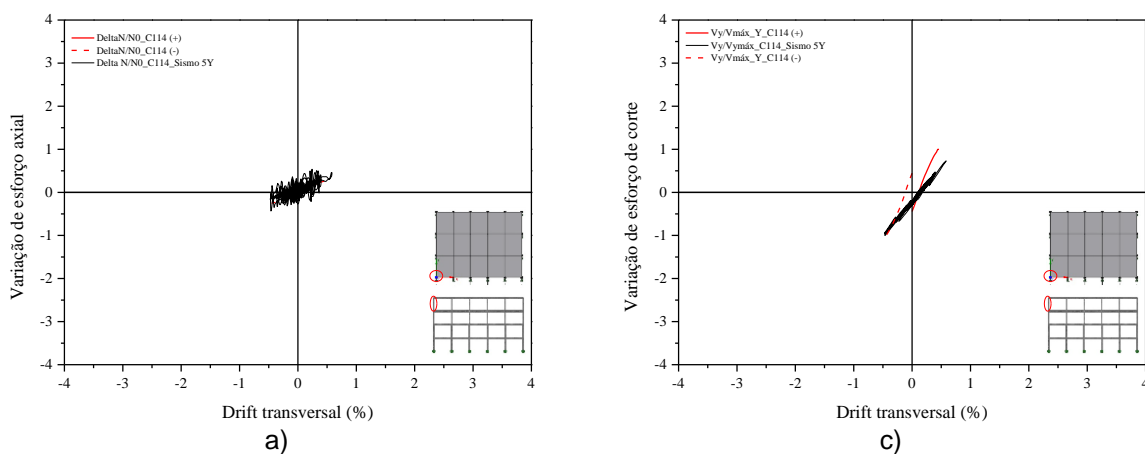 DeltaN/N0_C114 (+)
DeltaN/N0_C114 (-)
Delta N/N0_C114_Sismo 5Y
Variação de esforço axial
4
3
2
1
0
-1
-2
-3
-4
-4 -3 -2 -1 0 1 2 3 4
Drift transversal (%)
a)
Vy/Vmáx_Y_C114 (+)
Vy/Vymáx_C114_Sismo 5Y
Vy/Vmáx_Y_C114 (-)
Variação de esforço de corte
4
3
2
1
0
-1
-2
-3
-4
-4 -3 -2 -1 0 1 2 3 4
Drift transversal (%)
c)